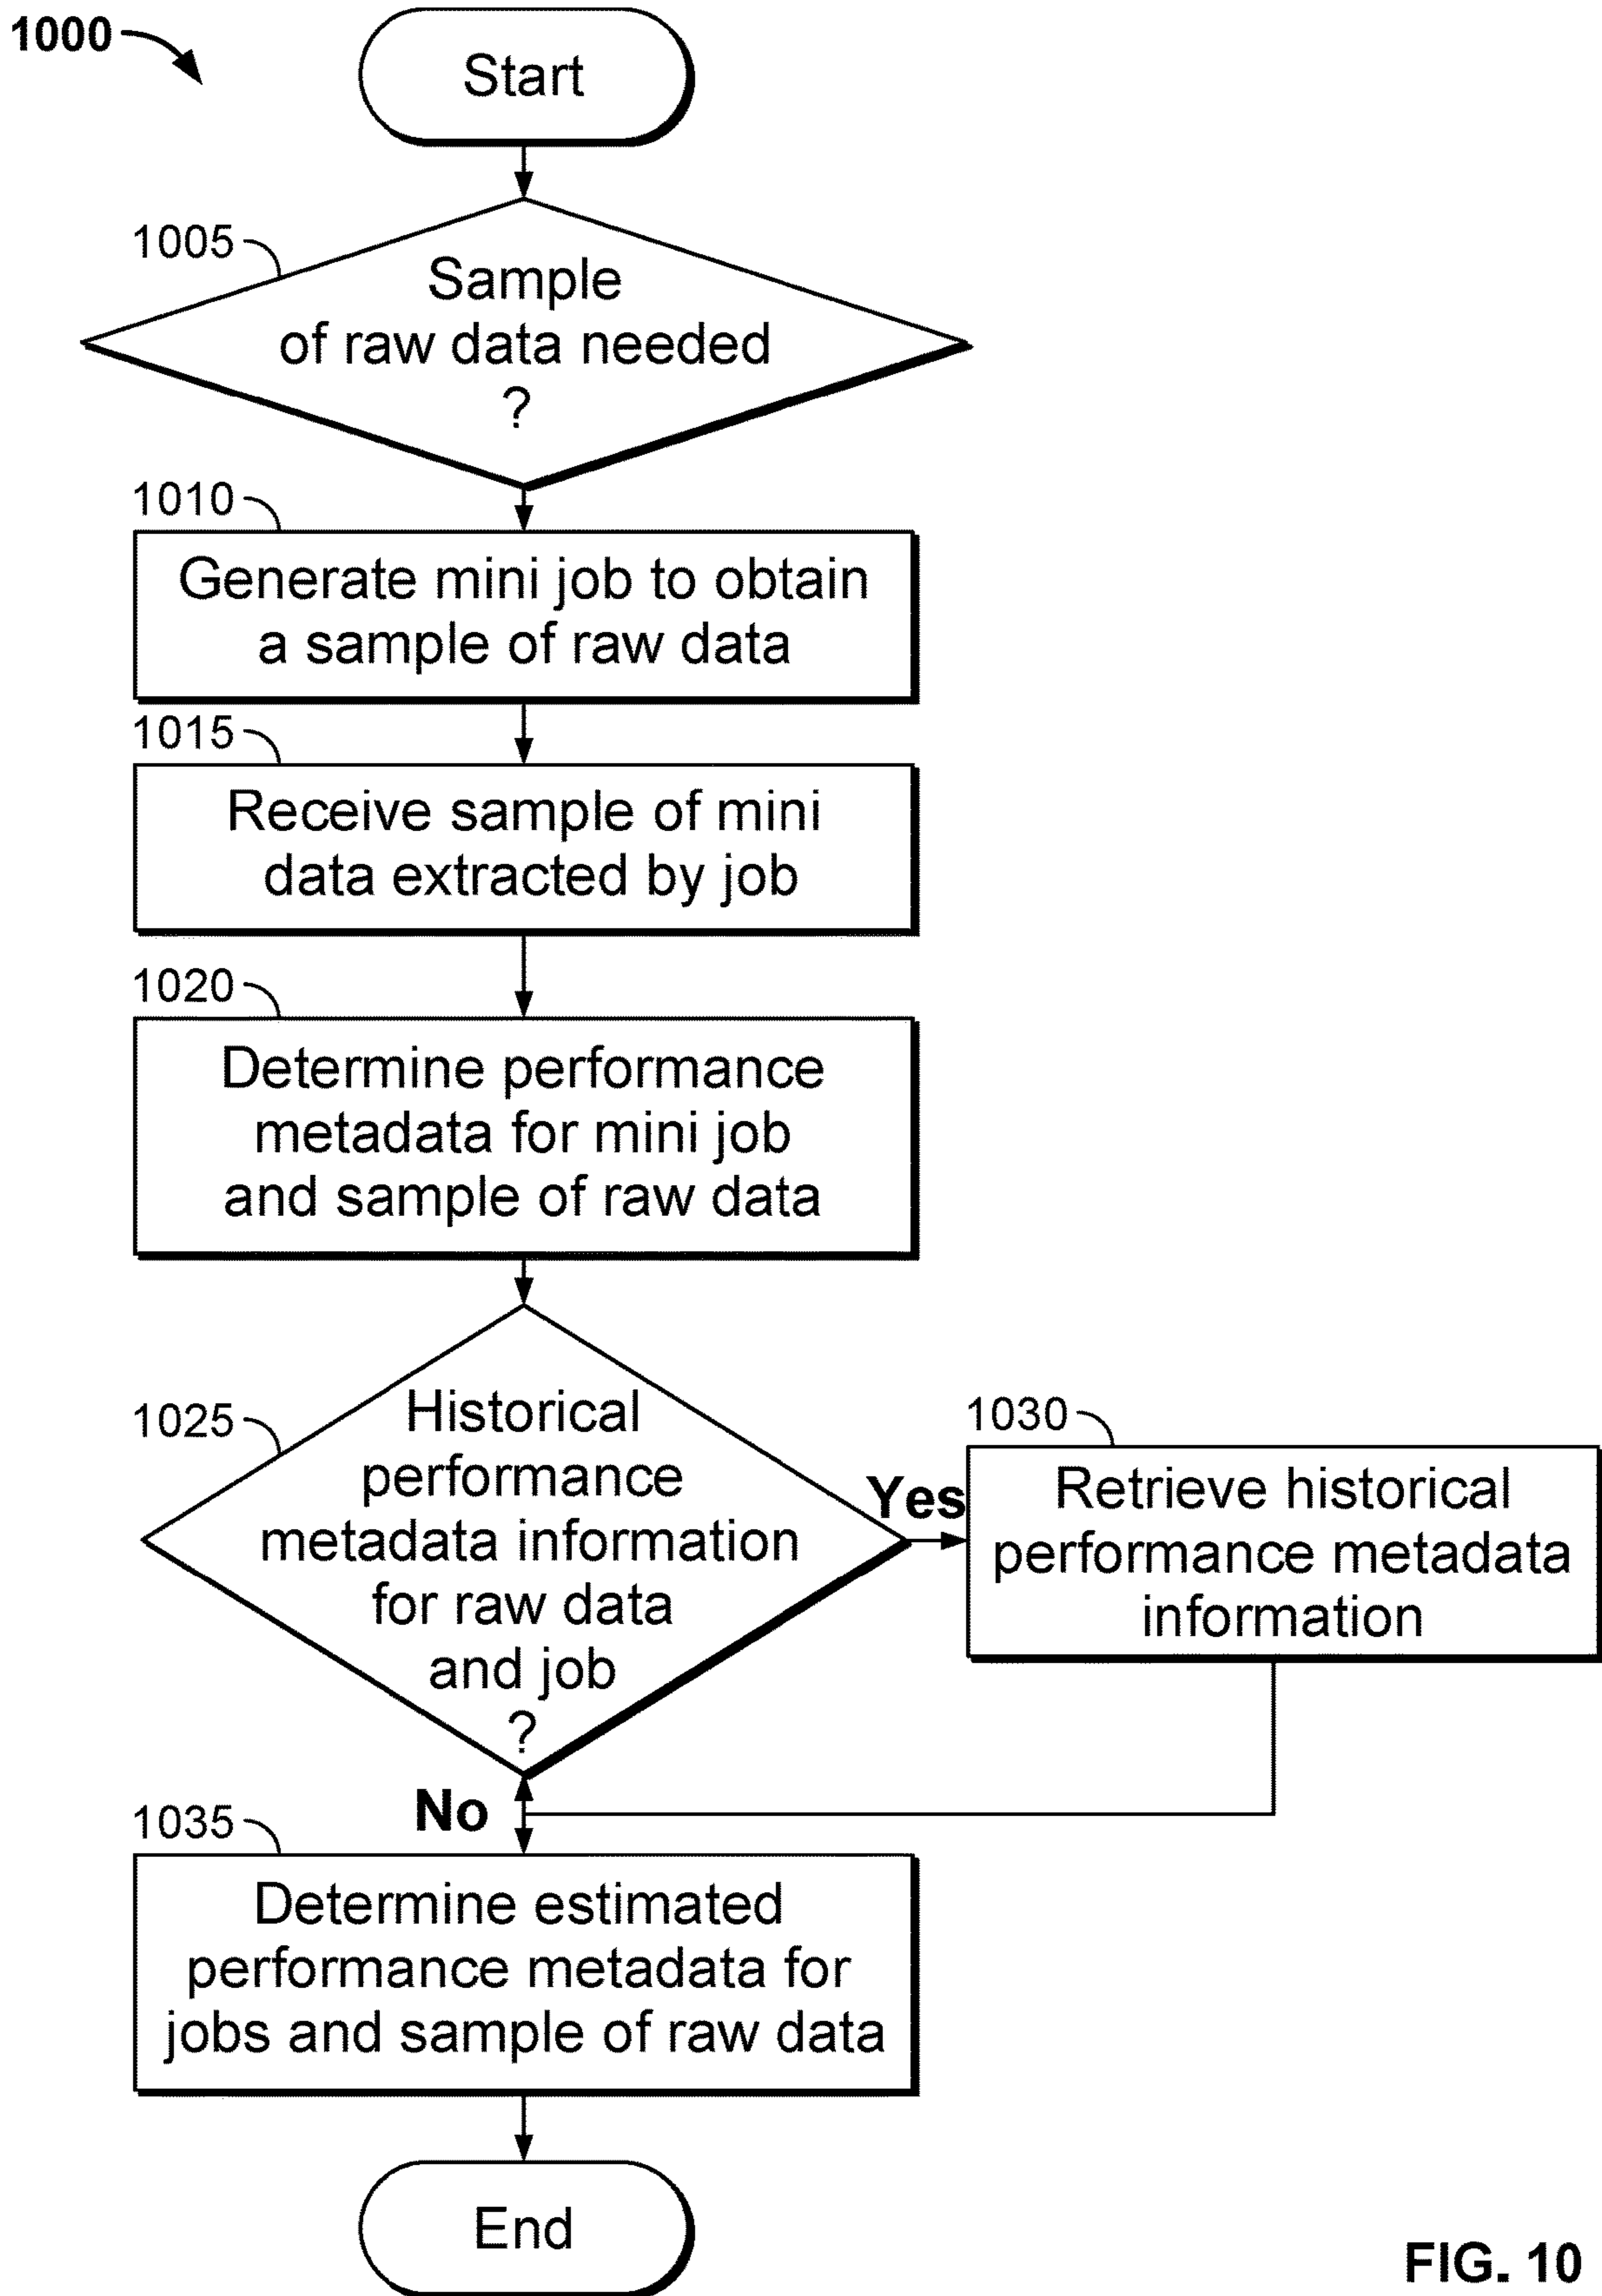 1000
Start
1005
Sample
of raw data needed
?
1010
Generate mini job to obtain
a sample of raw data
1015
Receive sample of mini
data extracted by job
1020
Determine performance
metadata for mini job
and sample of raw data
1025
Historical
performance
metadata information
for raw data
and job
?
Yes
1030
Retrieve historical
performance metadata
information
No
1035
Determine estimated
performance metadata for
jobs and sample of raw data
End
FIG. 10